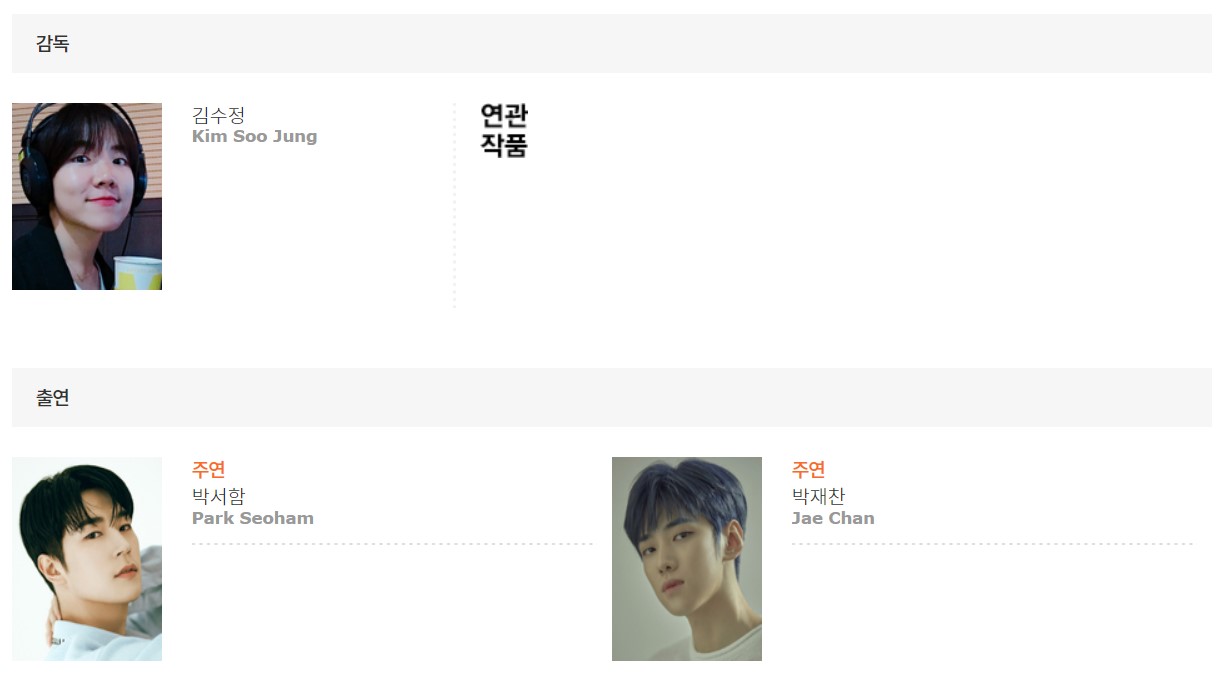 감독
김수정
Kim Soo Jung
연관
작품
출연
주연
박서함
Park Seoham
주연
박재찬
Jae Chan